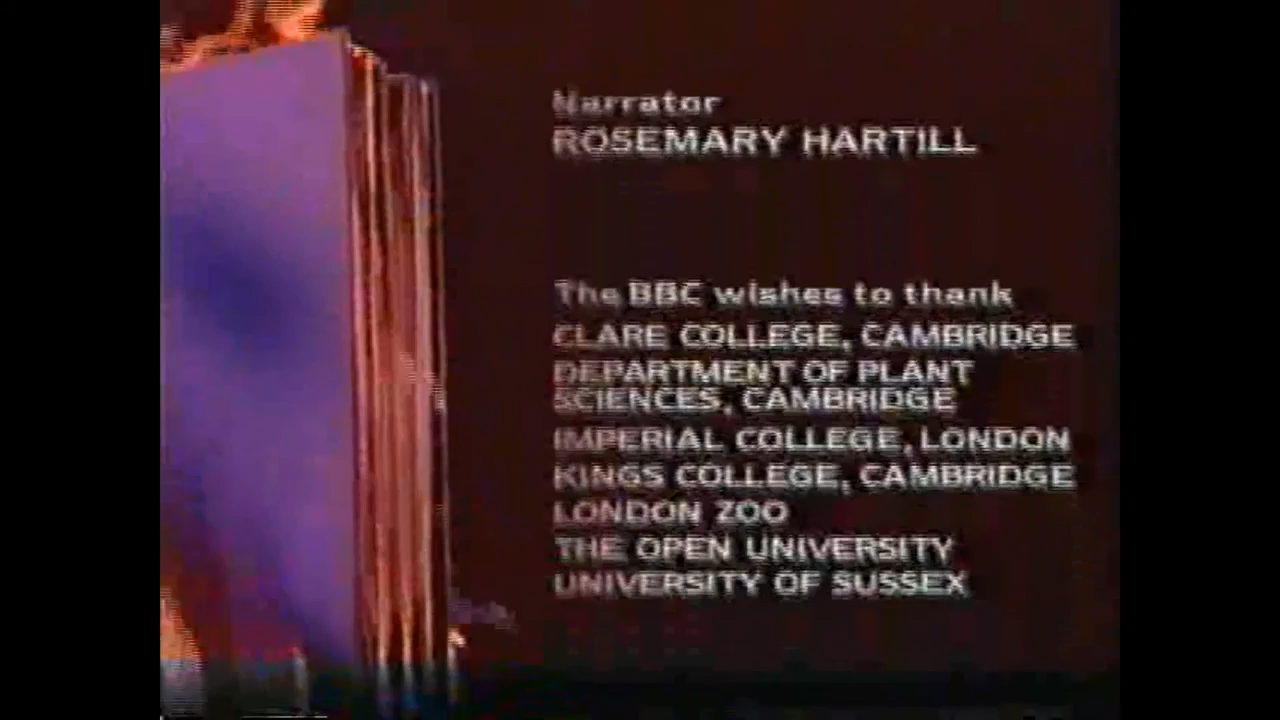 Narrator
ROSEMARY HARTILL
The BBC wishes to thank
CLARE COLLEGE, CAMBRIDGE
DEPARTMENT OF PLANT
SCIENCES, CAMBRIDGE
IMPERIAL COLLEGE, LONDON
KINGS COLLEGE, CAMBRIDGE
LONDON ZOO
THE OPEN UNIVERSITY
UNIVERSITY OF SUSSEX